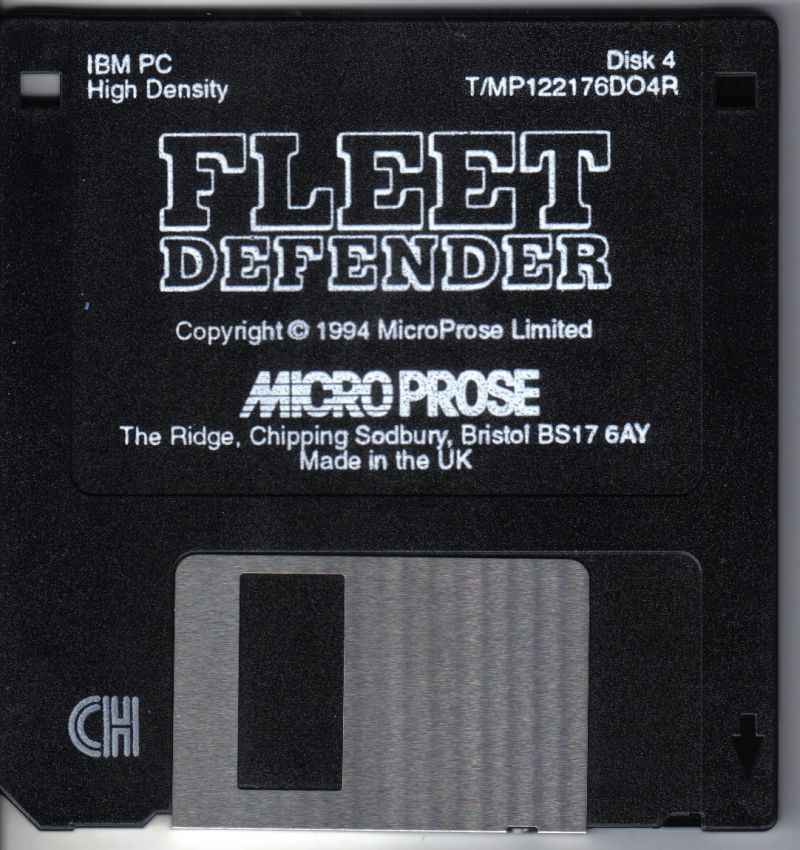 IBM PC
High Density
Disk 4
T/MP122176DO4R
FLEET
DEFENDER
Copyright © 1994 MicroProse Limited
MICRO PROSE
The Ridge, Chipping Sodbury, Bristol BS17 6AY
Made in the UK
CH